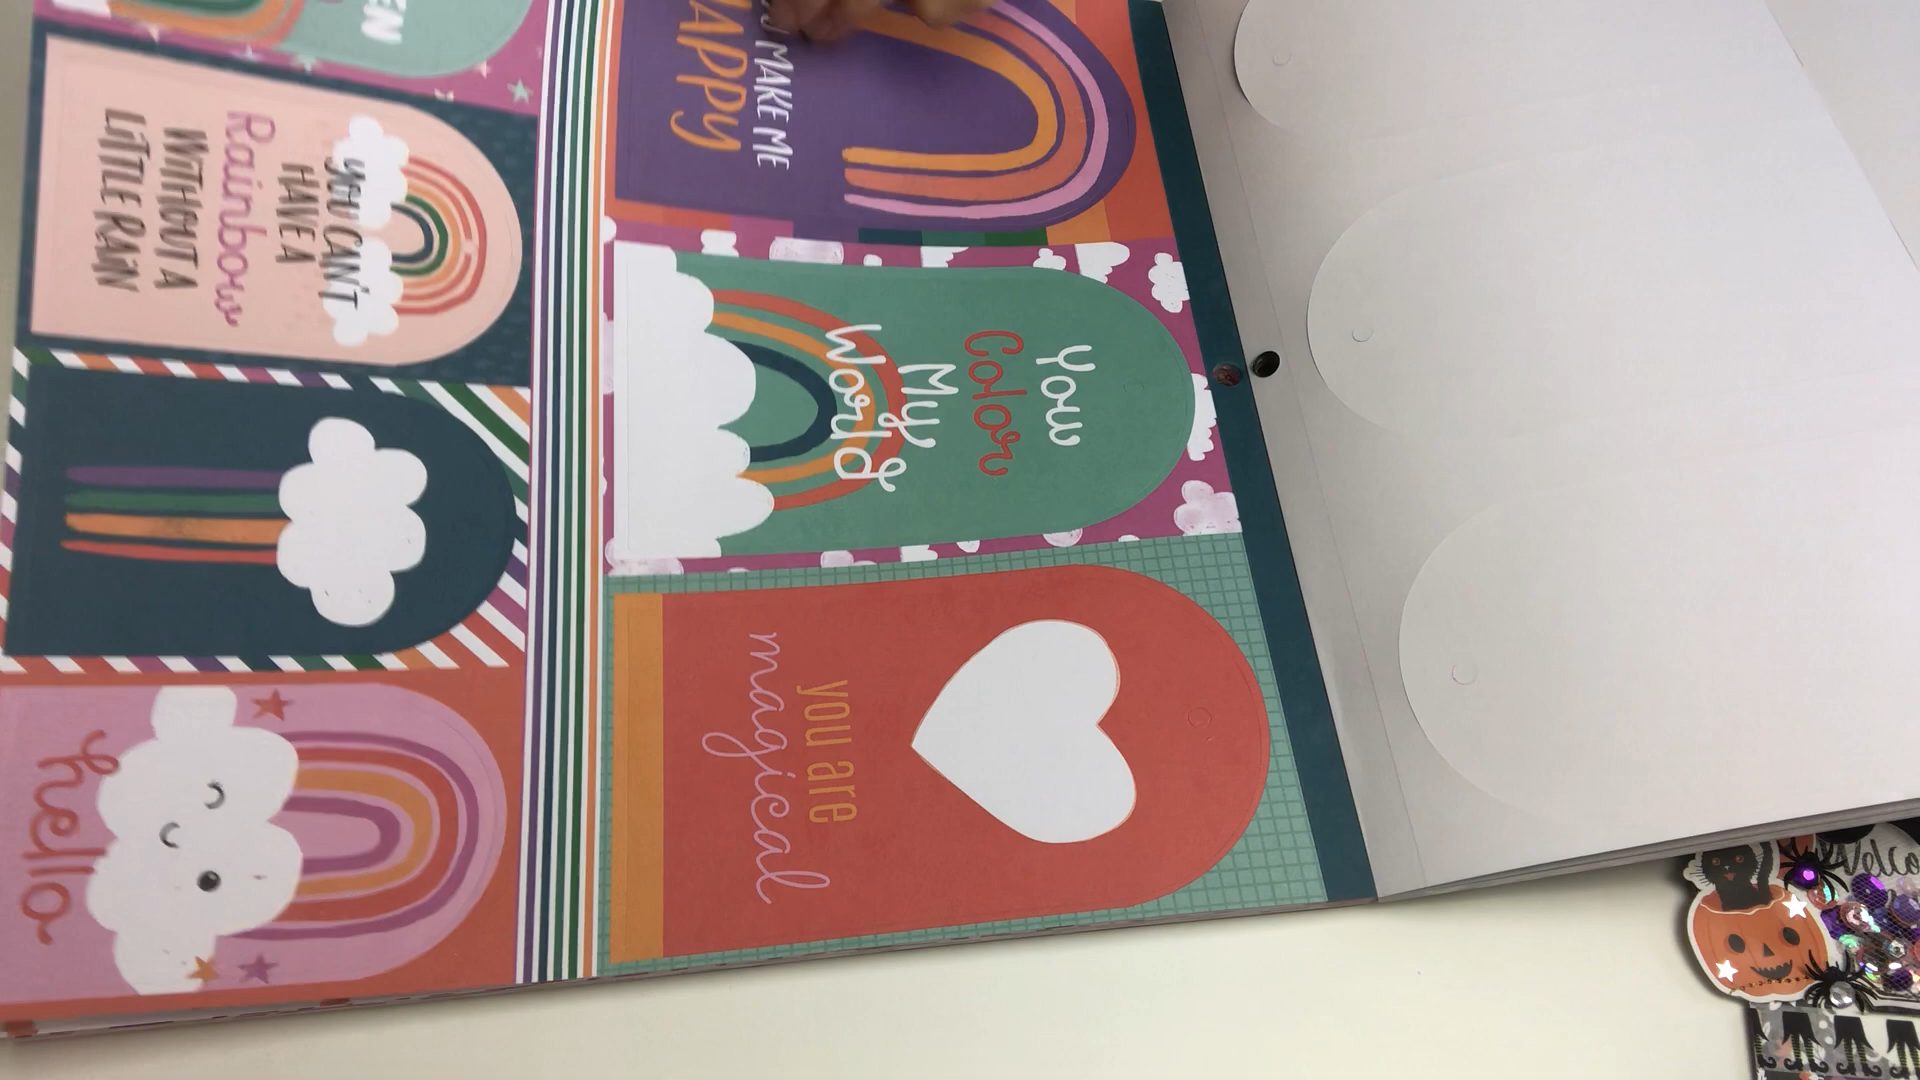 MAKE ME
HAPPY
You
Color
My
World
you are
magical
YOU CAN'T
HAVE A
Rainbow
WITHOUT A
LITTLE RAIN
hello